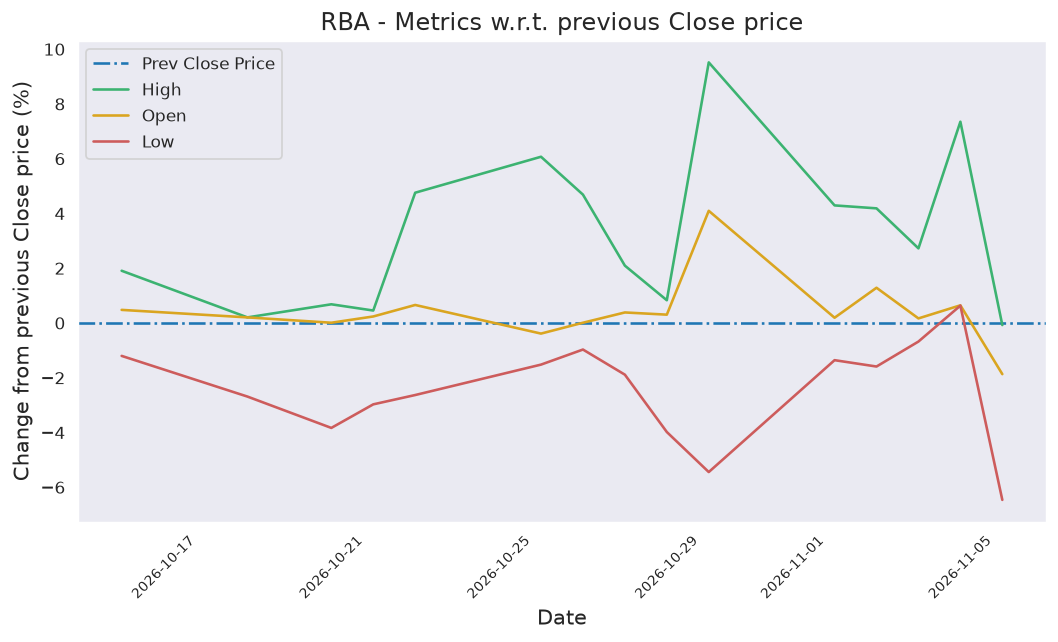 RBA - Metrics w.r.t. previous Close price
Change from previous Close price (%)
10
8
6
4
2
0
−2
−4
−6
Prev Close Price
High
Open
Low
2026-10-17
2026-10-21
2026-10-25
2026-10-29
2026-11-01
2026-11-05
Date